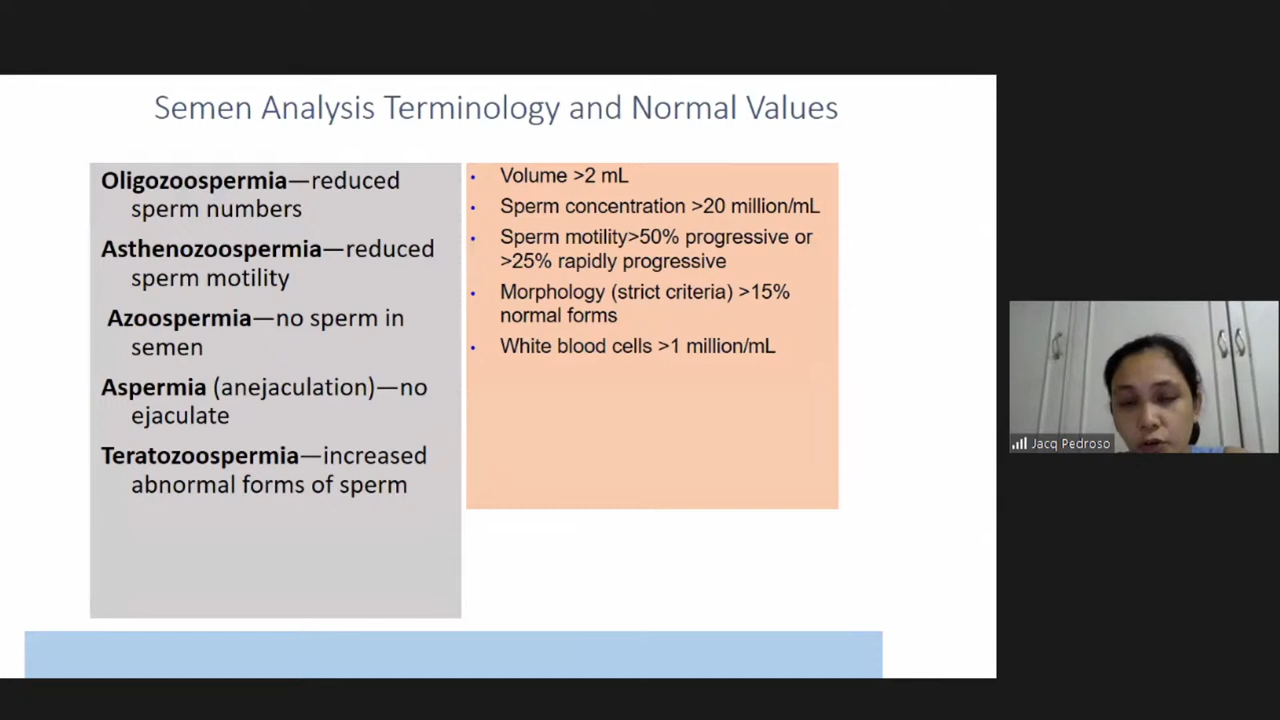 Semen Analysis Terminology and Normal Values
Oligozoospermia—reduced
sperm numbers
Asthenozoospermia—reduced
sperm motility
Azoospermia—no sperm in
semen
Aspermia (anejaculation)—no
ejaculate
Teratozoospermia—increased
abnormal forms of sperm
• Volume >2 mL
• Sperm concentration >20 million/mL
• Sperm motility>50% progressive or
>25% rapidly progressive
• Morphology (strict criteria) >15%
normal forms
• White blood cells >1 million/mL
Jacq Pedroso